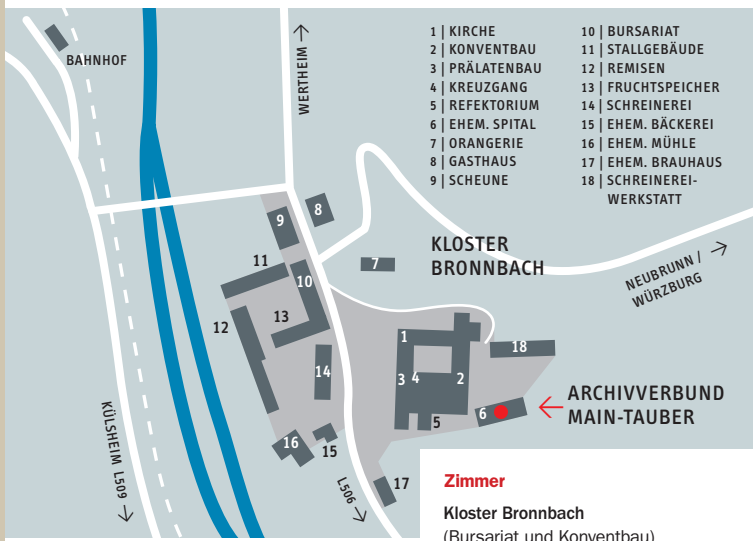 BAHNHOF
WERTHEIM →
1 | KIRCHE
2 | KONVENTBAU
3 | PRÄLATENBAU
4 | KREUZGANG
5 | REFEKTORIUM
6 | EHEM. SPITAL
7 | ORANGERIE
8 | GASTHAUS
9 | SCHEUNE
10 | BURSARIAT
11 | STALLGEBÄUDE
12 | REMISEN
13 | FRUCHTSPEICHER
14 | SCHREINEREI
15 | EHEM. BÄCKEREI
16 | EHEM. MÜHLE
17 | EHEM. BRAUHAUS
18 | SCHREINEREI-
WERKSTATT
9
8
KLOSTER
BRONNBACH
7
NEUBRUNN /
WÜRZBURG →
11
10
12
13
14
1
3
4
2
18
5
6
← ARCHIVVERBUND
MAIN-TAUBER
16
15
17
KÜLSHEIM L509 →
L506 →
Zimmer
Kloster Bronnbach
(Bursariat und Konventbau)